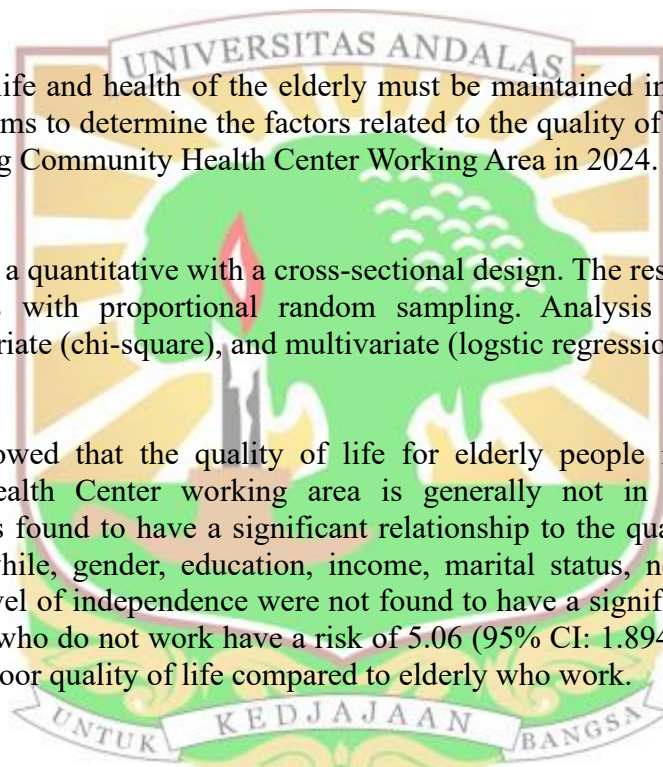 UNIVERSITAS ANDALAS
life and health of the elderly must be maintained in
ms to determine the factors related to the quality of
g Community Health Center Working Area in 2024.
a quantitative with a cross-sectional design. The res
with proportional random sampling. Analysis
riate (chi-square), and multivariate (logstic regressio
owed that the quality of life for elderly people
ealth Center working area is generally not in
s found to have a significant relationship to the qua
while, gender, education, income, marital status, n
vel of independence were not found to have a signif
who do not work have a risk of 5.06 (95% CI: 1.894
oor quality of life compared to elderly who work.
UNTUK KEDJAJAAN BANGSA